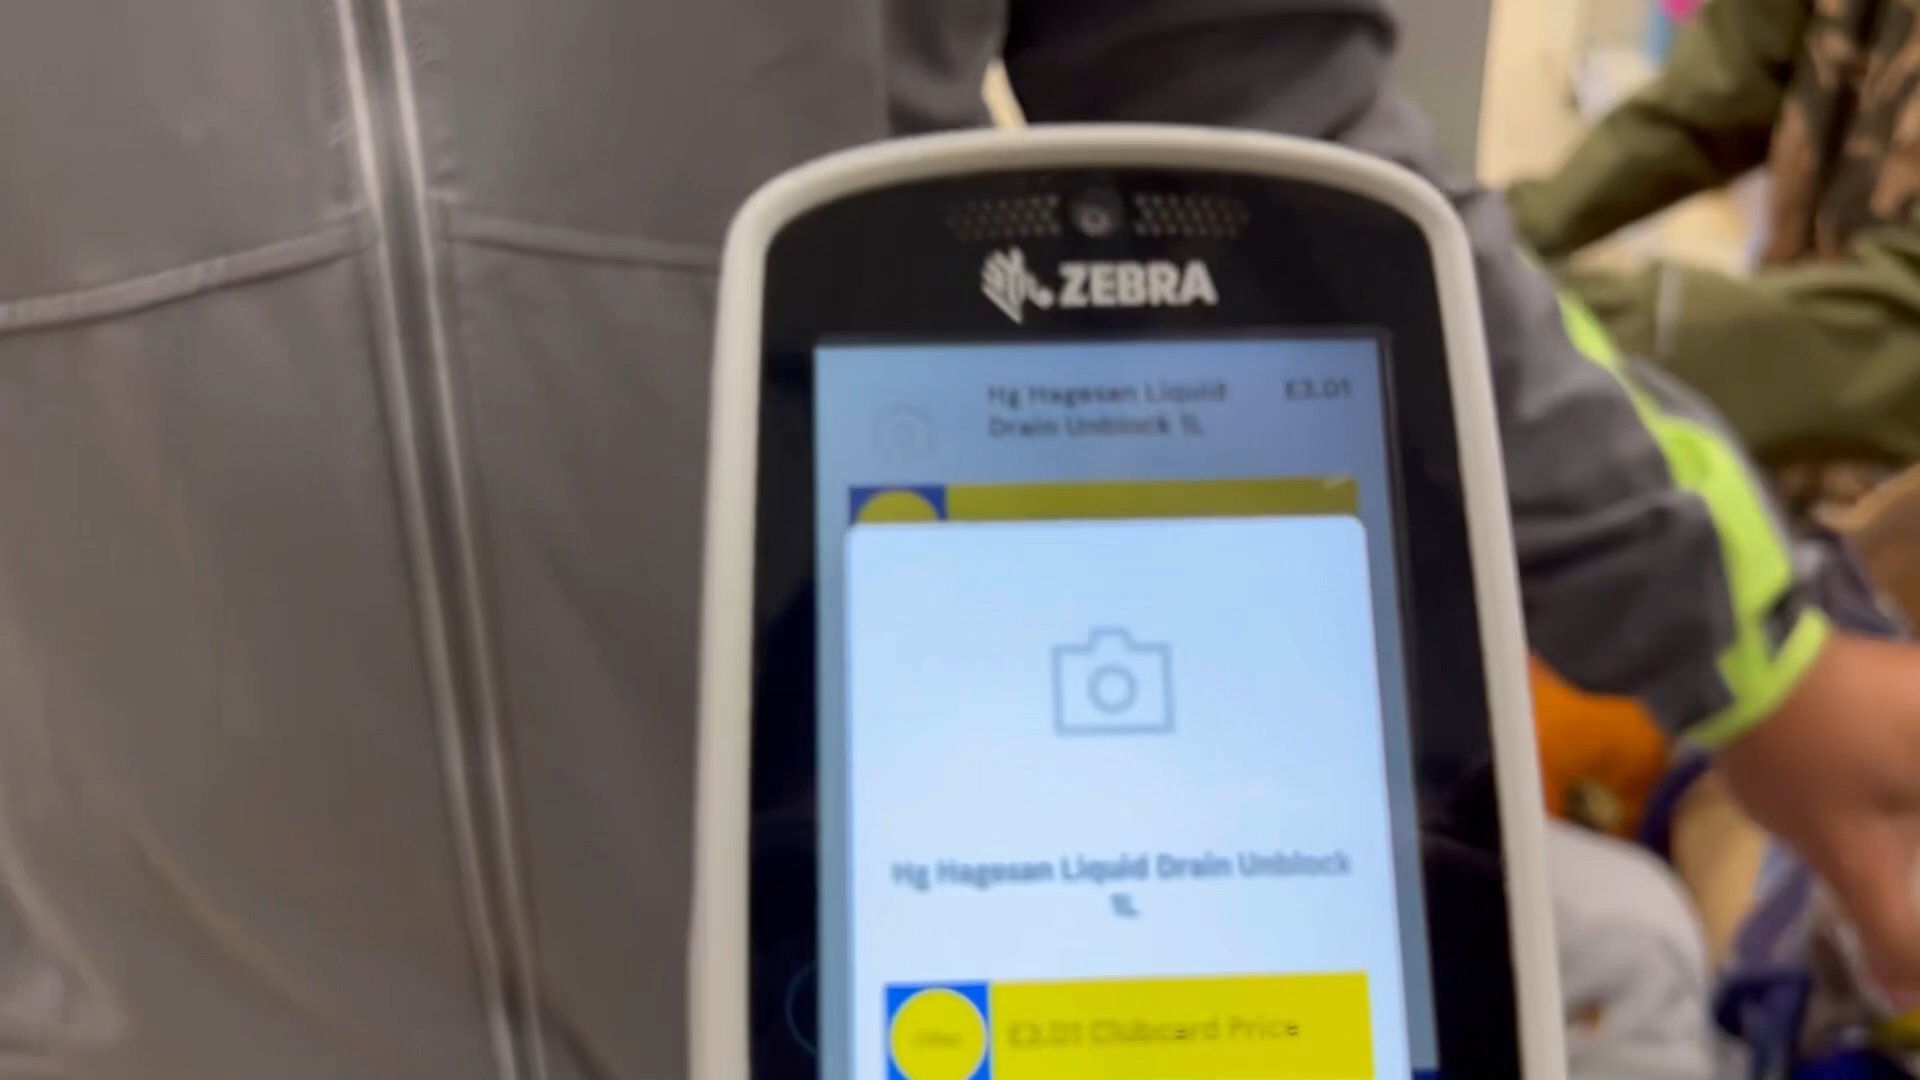 ZEBRA
Hg Hagesan Liquid £3.01
Drain Unblock 1L
Hg Hagesan Liquid Drain Unblock
1L
£3.01 Clubcard Price